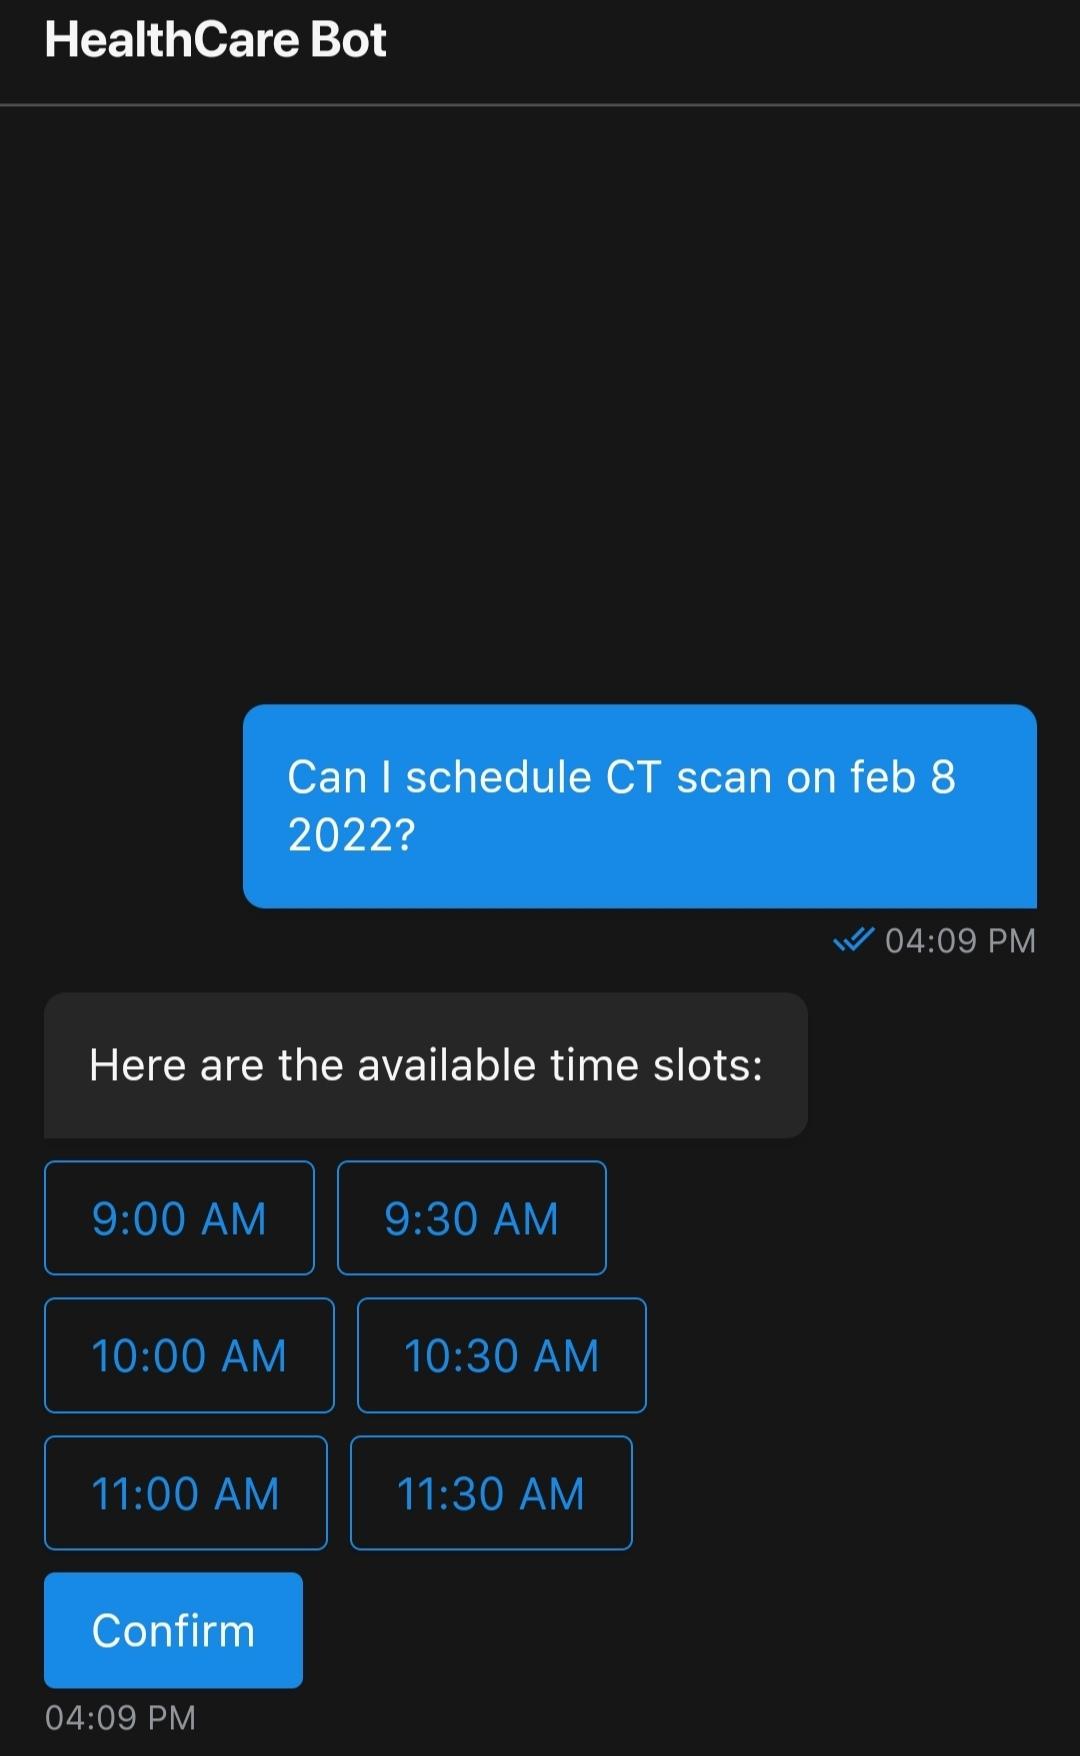 HealthCare Bot
Can I schedule CT scan on feb 8
2022?
04:09 PM
Here are the available time slots:
9:00 AM 9:30 AM
10:00 AM 10:30 AM
11:00 AM 11:30 AM
Confirm
04:09 PM